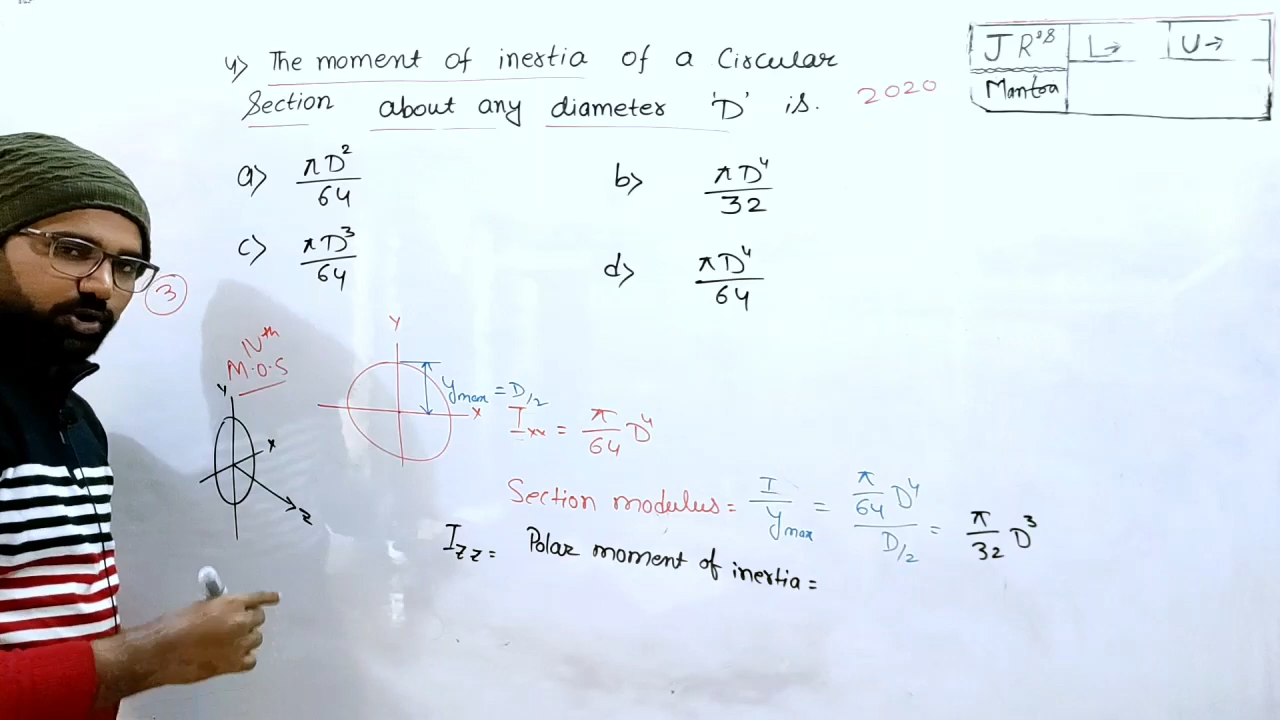 4> The moment of inertia of a Circular
Section about any diameter 'D' is. 2020
JR's L→ U→
Mantra
a> πD²/64
b> πD⁴/32
c> πD³/64
d> πD⁴/64
3
IVth
M.O.S
Y
X
Z
Y
X
ymax = D/2
Ixx = π/64 D⁴
Section modulus = I/ymax = (π/64 D⁴)/(D/2) = π/32 D³
Izz = Polar moment of inertia =